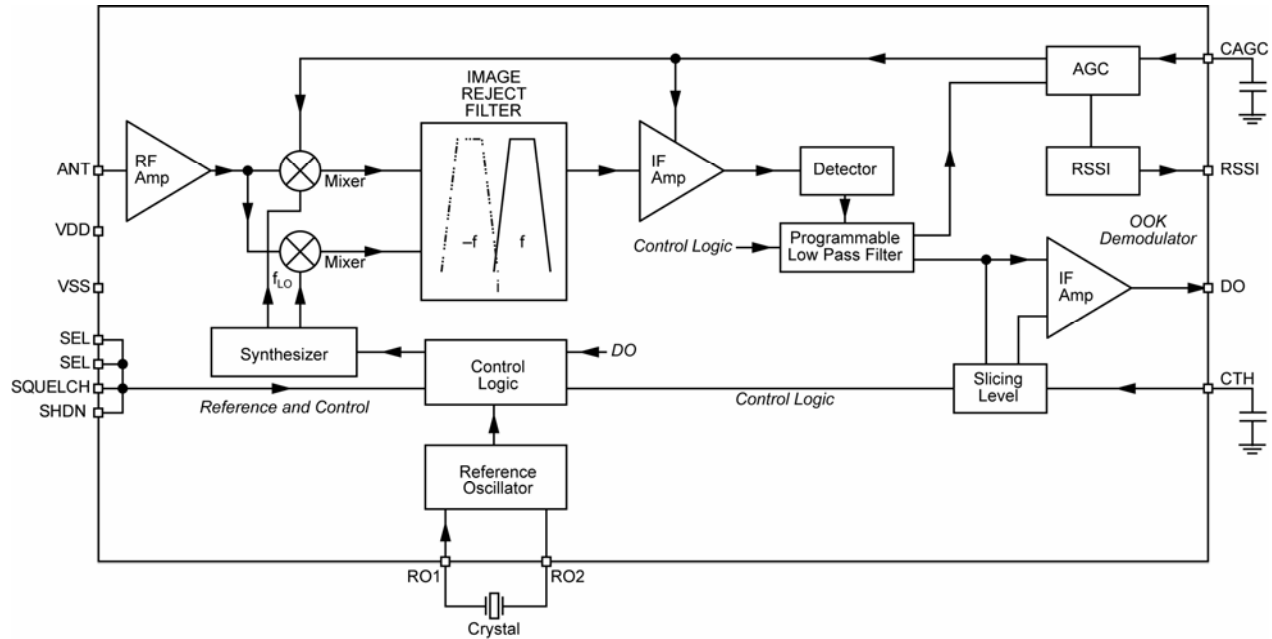 CAGC
AGC
IMAGE
REJECT
FILTER
RF
Amp
ANT
Mixer
IF
Amp
Detector
RSSI
RSSI
VDD
–f
f
Mixer
Control Logic
Programmable
Low Pass Filter
OOK
Demodulator
VSS
fLO
i
IF
Amp
DO
SEL
SEL
SQUELCH
SHDN
Synthesizer
Control
Logic
DO
Slicing
Level
CTH
Reference and Control
Control Logic
Reference
Oscillator
RO1
RO2
Crystal